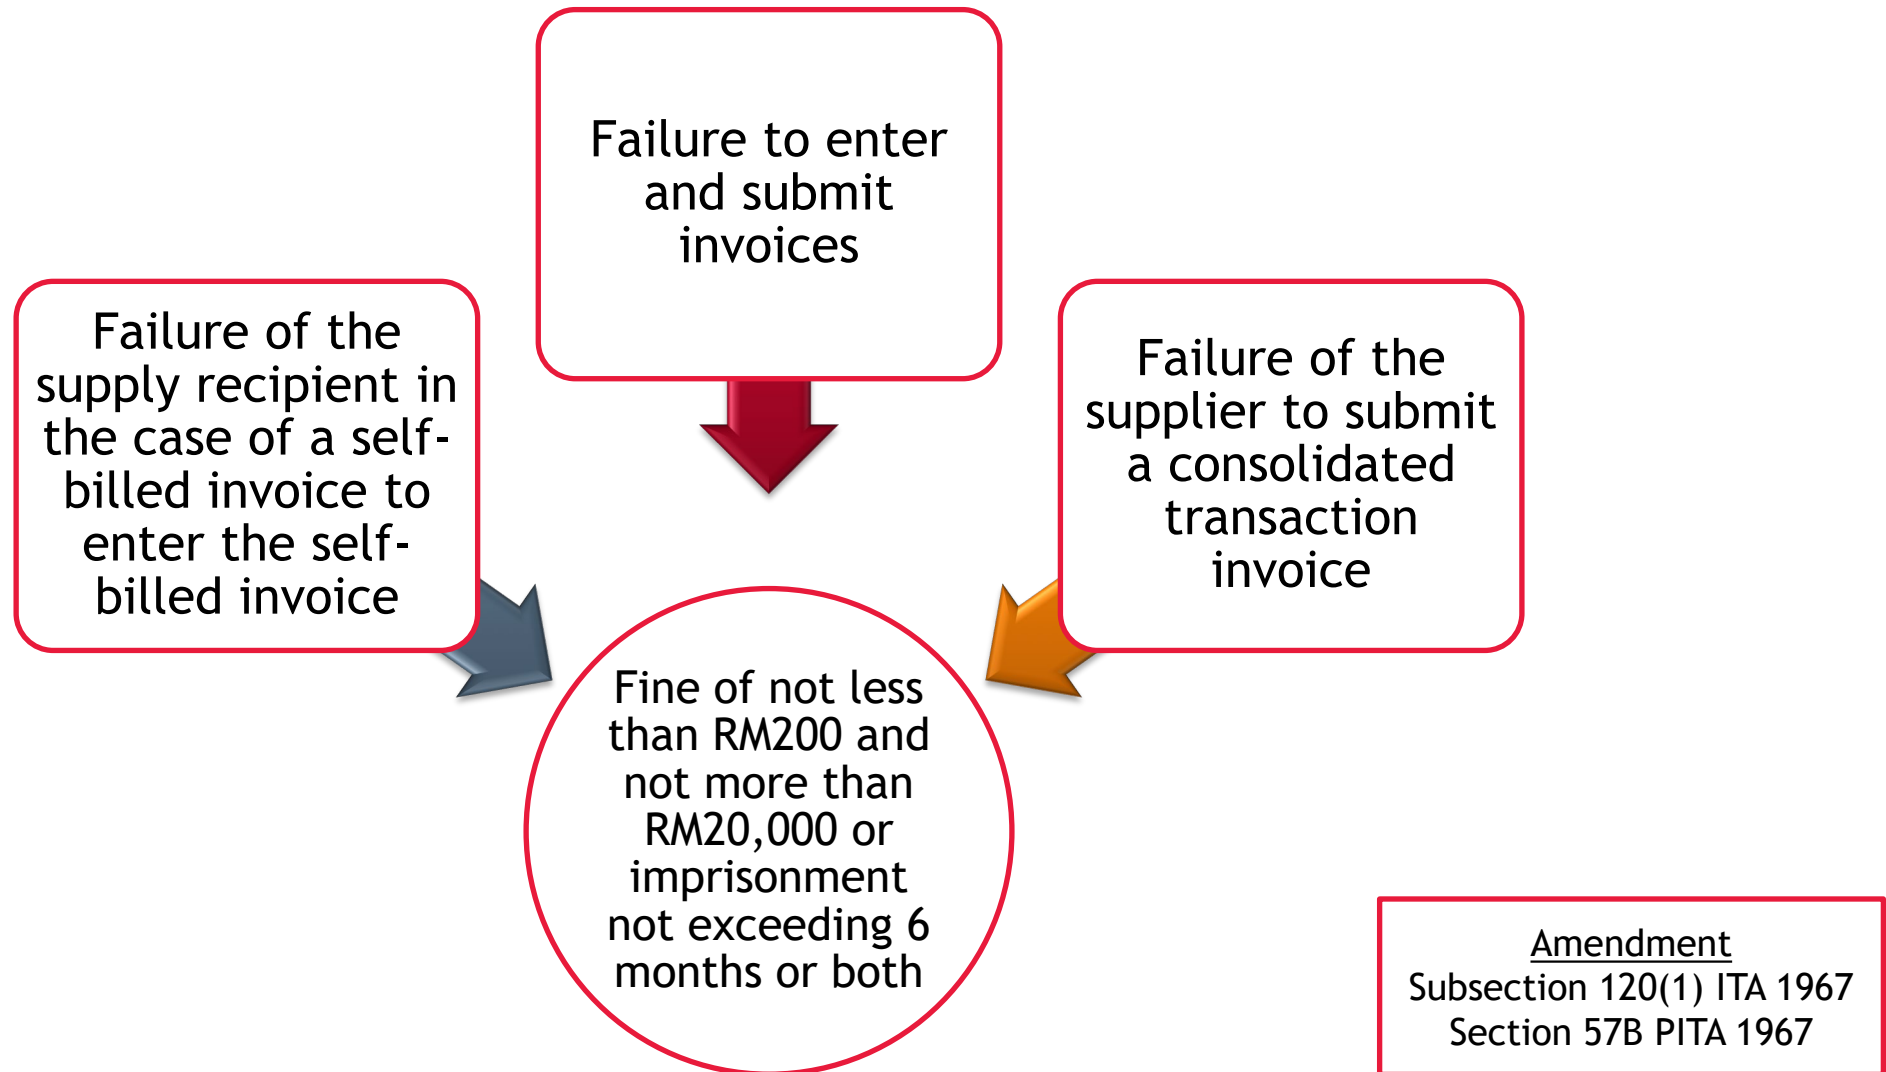 Failure to enter
and submit
invoices
Failure of the
supply recipient in
the case of a self-
billed invoice to
enter the self-
billed invoice
Failure of the
supplier to submit
a consolidated
transaction
invoice
Fine of not less
than RM200 and
not more than
RM20,000 or
imprisonment
not exceeding 6
months or both
Amendment
Subsection 120(1) ITA 1967
Section 57B PITA 1967